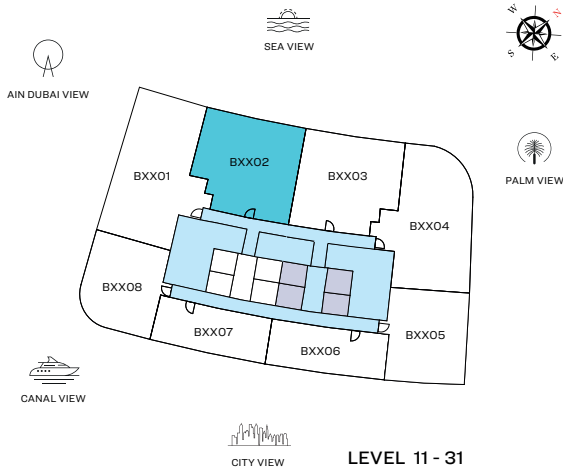 SEA VIEW
W
N
S
E
AIN DUBAI VIEW
PALM VIEW
BXX01
BXX02
BXX03
BXX04
BXX08
BXX07
BXX06
BXX05
CANAL VIEW
CITY VIEW
LEVEL 11 - 31